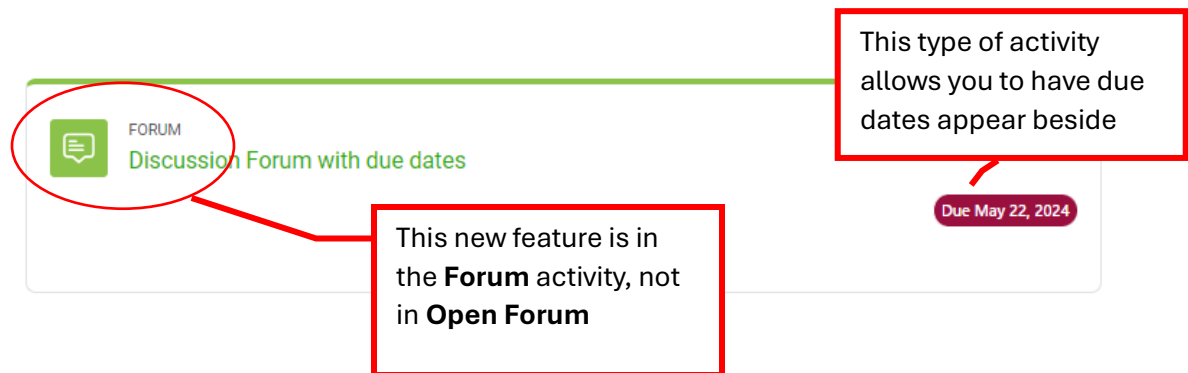 This type of activity
allows you to have due
dates appear beside
FORUM
Discussion Forum with due dates
Due May 22, 2024
This new feature is in
the Forum activity, not
in Open Forum